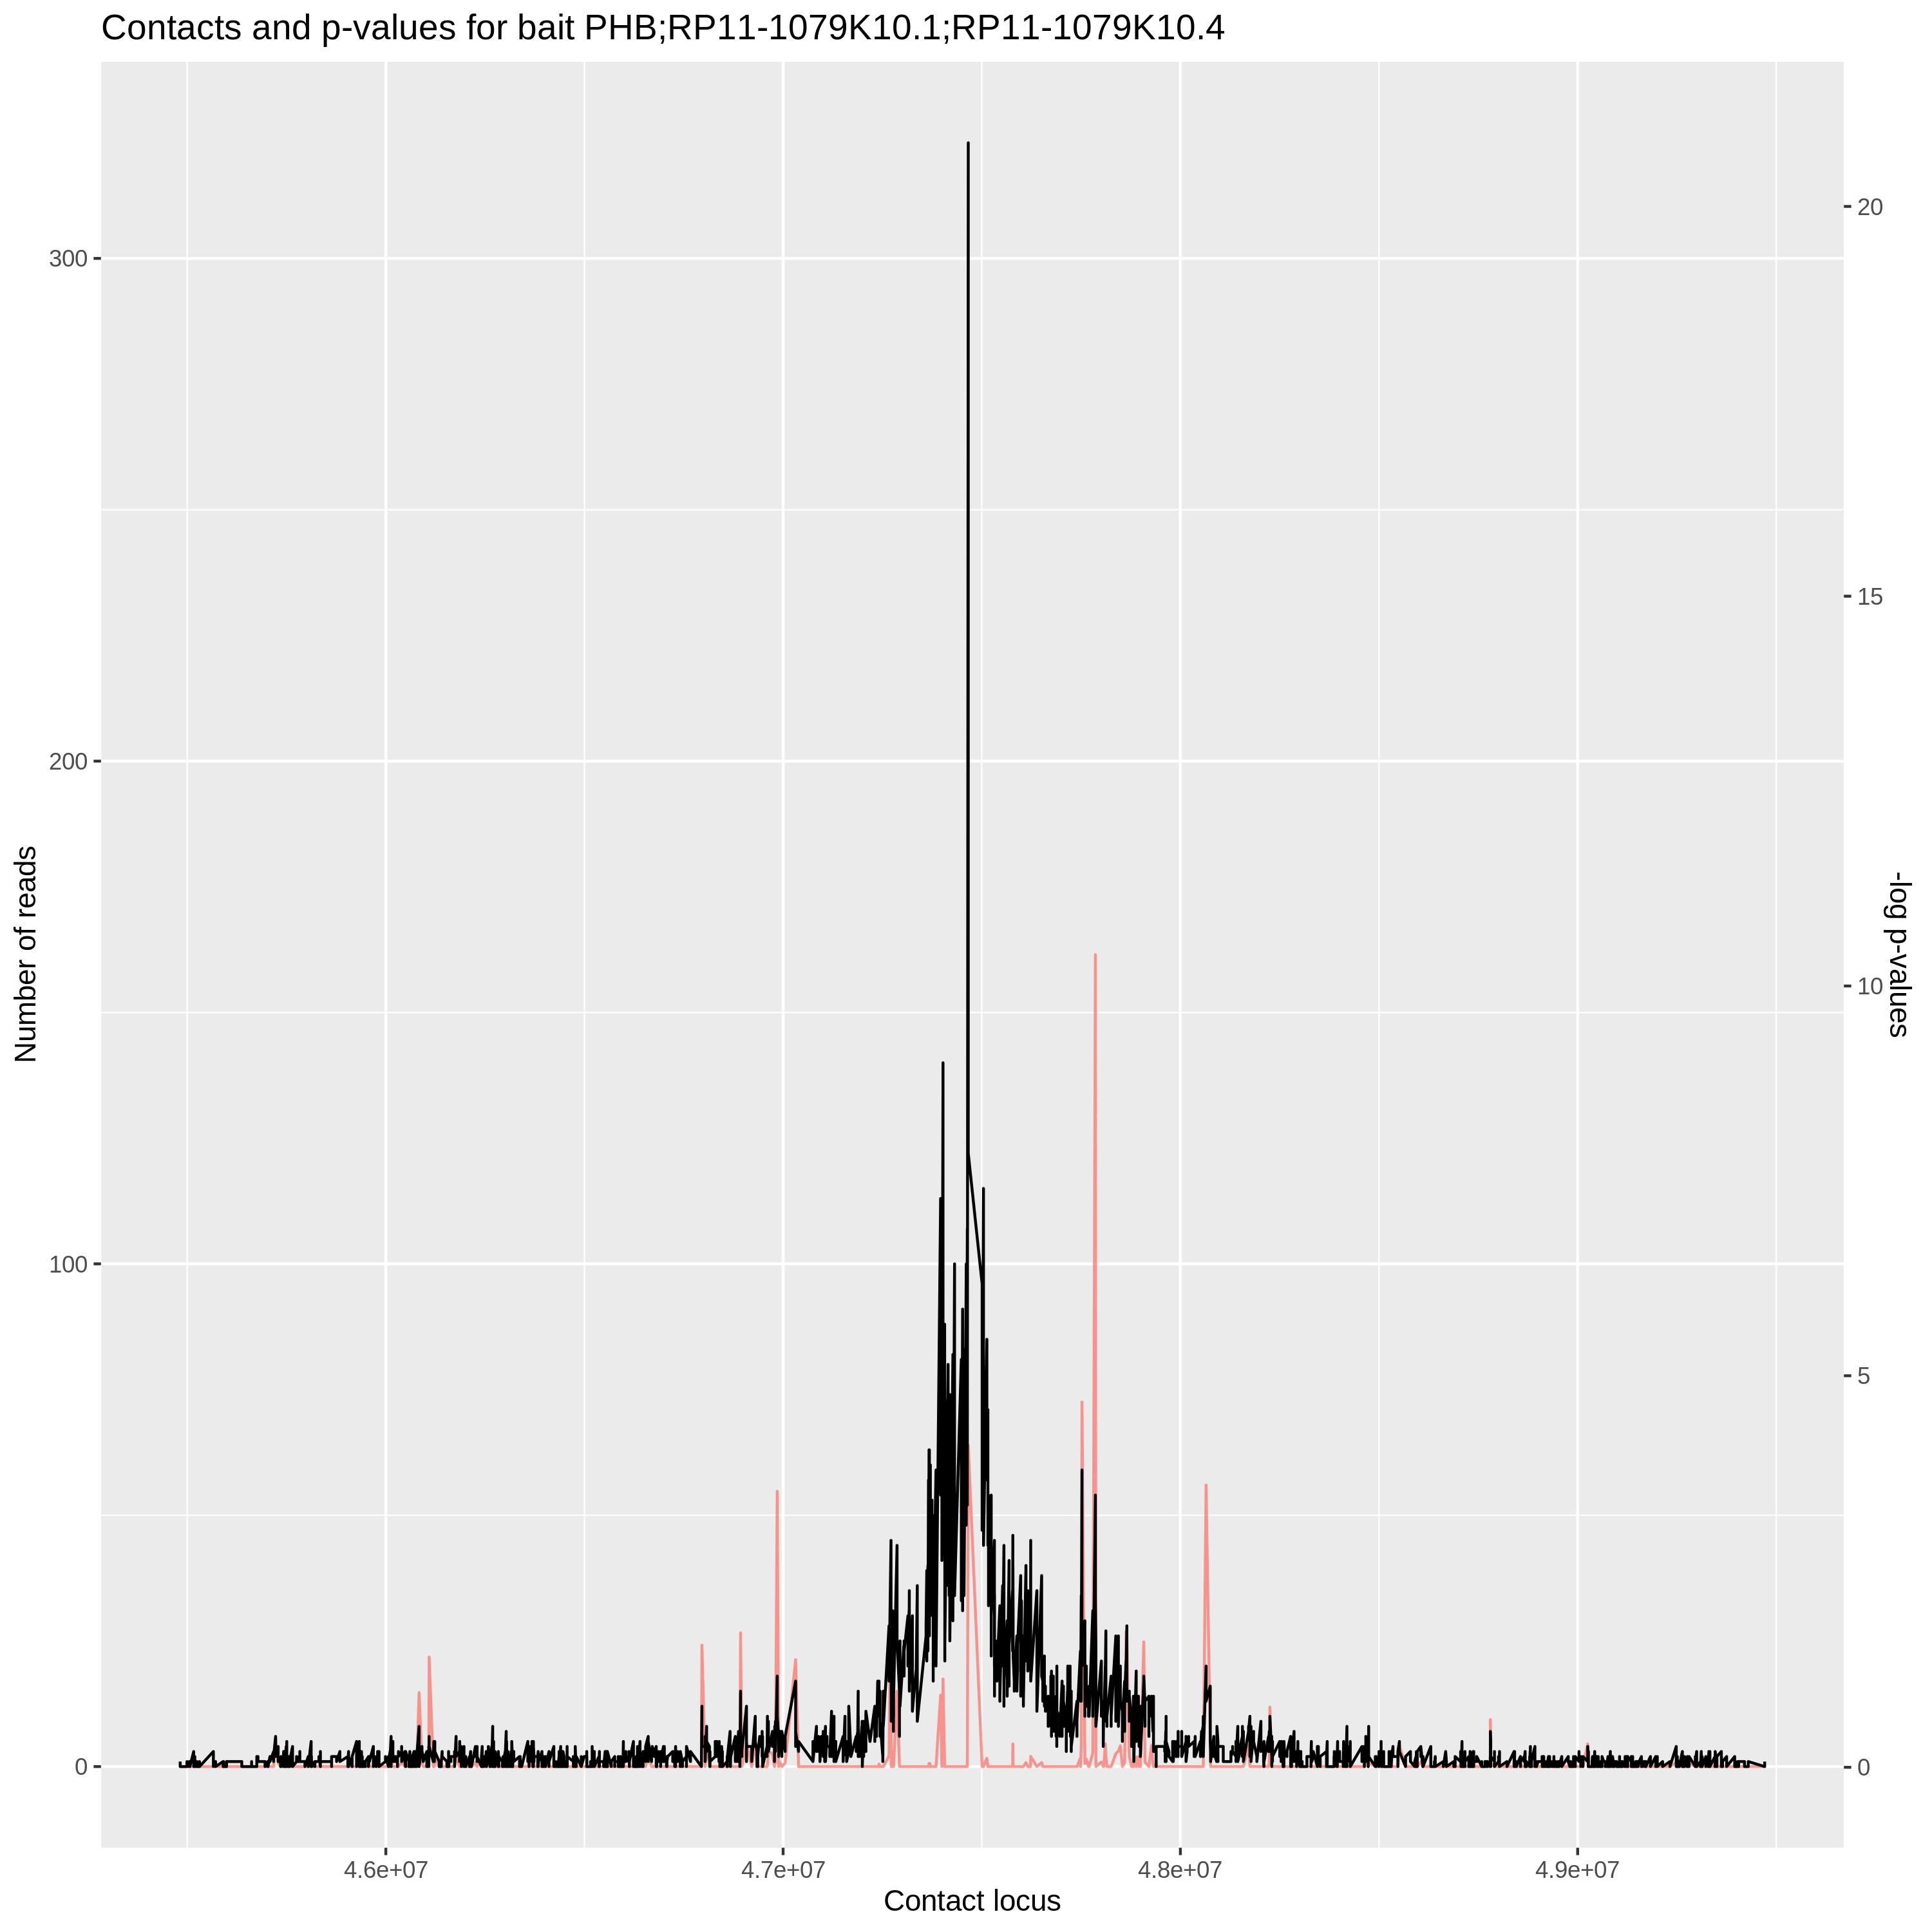 Contacts and p-values for bait PHB;RP11-1079K10.1;RP11-1079K10.4
300
200
100
0
Number of reads
20
15
10
5
0
-log p-values
4.6e+07
4.7e+07
4.8e+07
4.9e+07
Contact locus